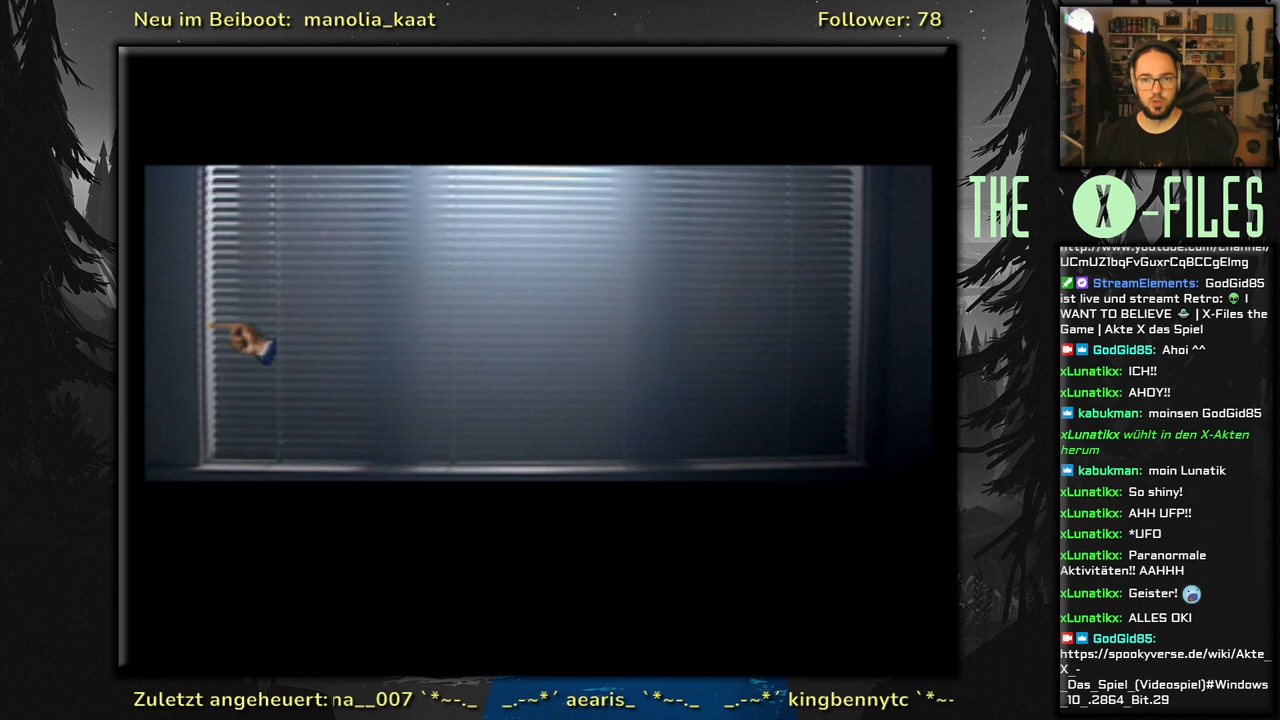 Neu im Beiboot: manolia_kaat
Follower: 78
THE X-FILES
http://www.youtube.com/channel/
UCmUZ1bqFvGuxrCqBCCgEImg
StreamElements: GodGid85
ist live und streamt Retro: 👽 I
WANT TO BELIEVE 🛸 | X-Files the
Game | Akte X das Spiel
GodGid85: Ahoi ^^
xLunatikx: ICH!!
xLunatikx: AHOY!!
kabukman: moinsen GodGid85
xLunatikx wühlt in den X-Akten
herum
kabukman: moin Lunatik
xLunatikx: So shiny!
xLunatikx: AHH UFP!!
xLunatikx: *UFO
xLunatikx: Paranormale
Aktivitäten!! AAHHH
xLunatikx: Geister!
xLunatikx: ALLES OKI
GodGid85:
https://spookyverse.de/wiki/Akte_
X_-
_Das_Spiel_(Videospiel)#Windows
_10_.2864_Bit.29
Zuletzt angeheuert: na__007 `*~-._ _.-~*´ aearis_ `*~-._ _.-~*´ kingbennytc `*~-